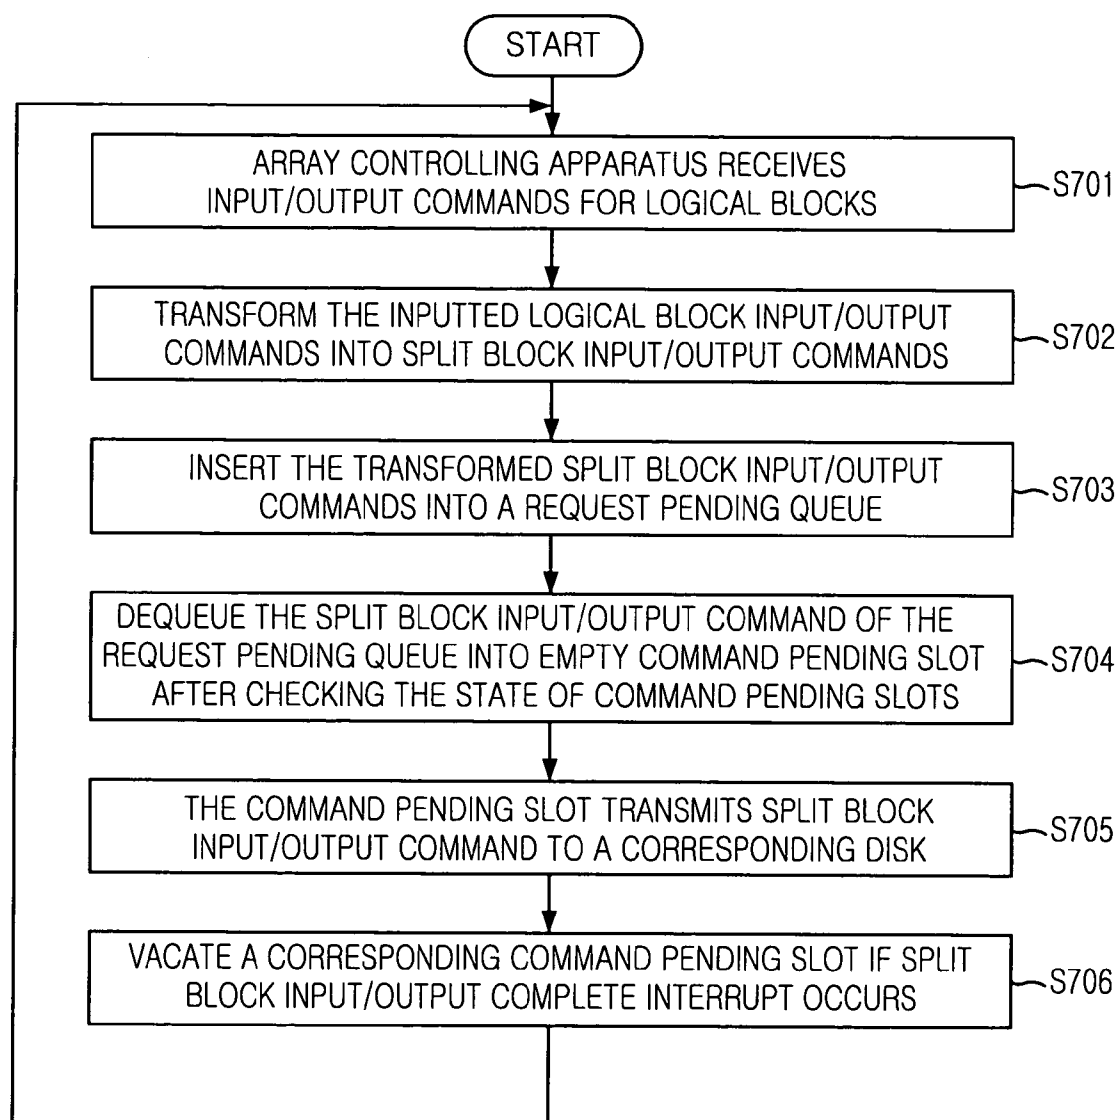 START
ARRAY CONTROLLING APPARATUS RECEIVES
INPUT/OUTPUT COMMANDS FOR LOGICAL BLOCKS
S701
TRANSFORM THE INPUTTED LOGICAL BLOCK INPUT/OUTPUT
COMMANDS INTO SPLIT BLOCK INPUT/OUTPUT COMMANDS
S702
INSERT THE TRANSFORMED SPLIT BLOCK INPUT/OUTPUT
COMMANDS INTO A REQUEST PENDING QUEUE
S703
DEQUEUE THE SPLIT BLOCK INPUT/OUTPUT COMMAND OF THE
REQUEST PENDING QUEUE INTO EMPTY COMMAND PENDING SLOT
AFTER CHECKING THE STATE OF COMMAND PENDING SLOTS
S704
THE COMMAND PENDING SLOT TRANSMITS SPLIT BLOCK
INPUT/OUTPUT COMMAND TO A CORRESPONDING DISK
S705
VACATE A CORRESPONDING COMMAND PENDING SLOT IF SPLIT
BLOCK INPUT/OUTPUT COMPLETE INTERRUPT OCCURS
S706